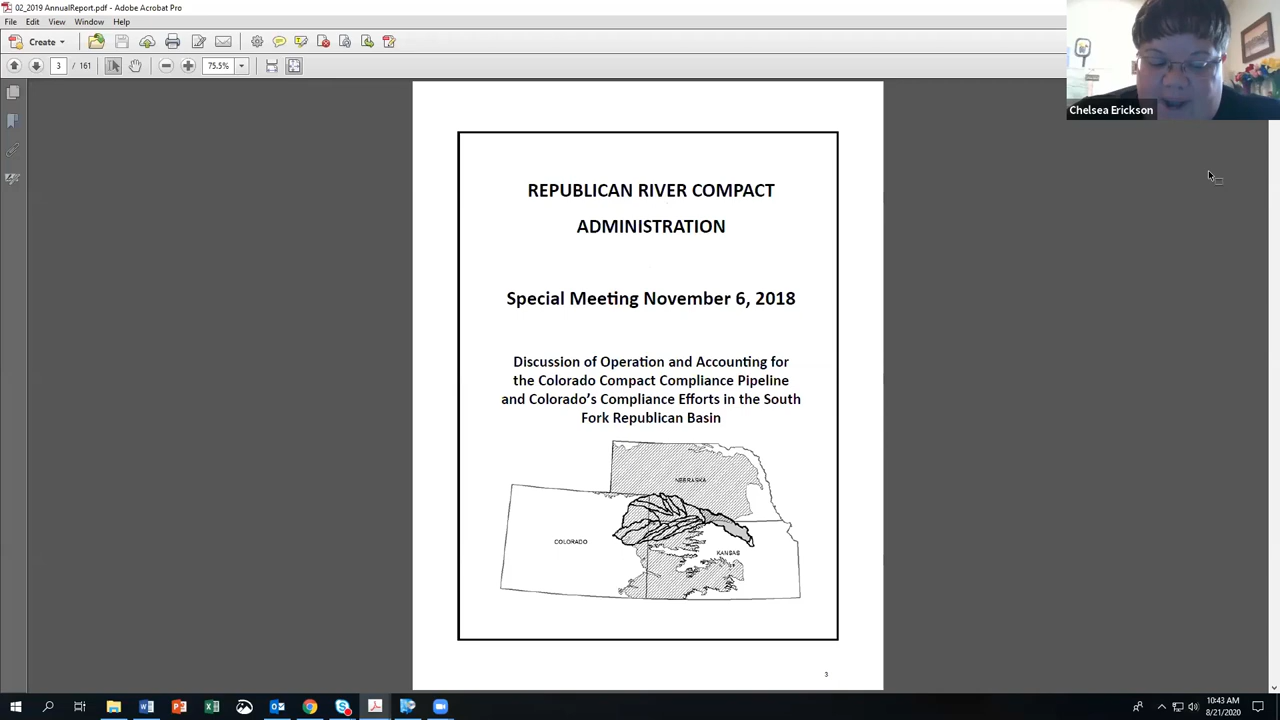 02_2019 AnnualReport.pdf - Adobe Acrobat Pro
File Edit View Window Help
Create
3 / 161 75.5%
Chelsea Erickson
REPUBLICAN RIVER COMPACT
ADMINISTRATION
Special Meeting November 6, 2018
Discussion of Operation and Accounting for
the Colorado Compact Compliance Pipeline
and Colorado's Compliance Efforts in the South
Fork Republican Basin
NEBRASKA
COLORADO
KANSAS
3
10:43 AM
8/21/2020